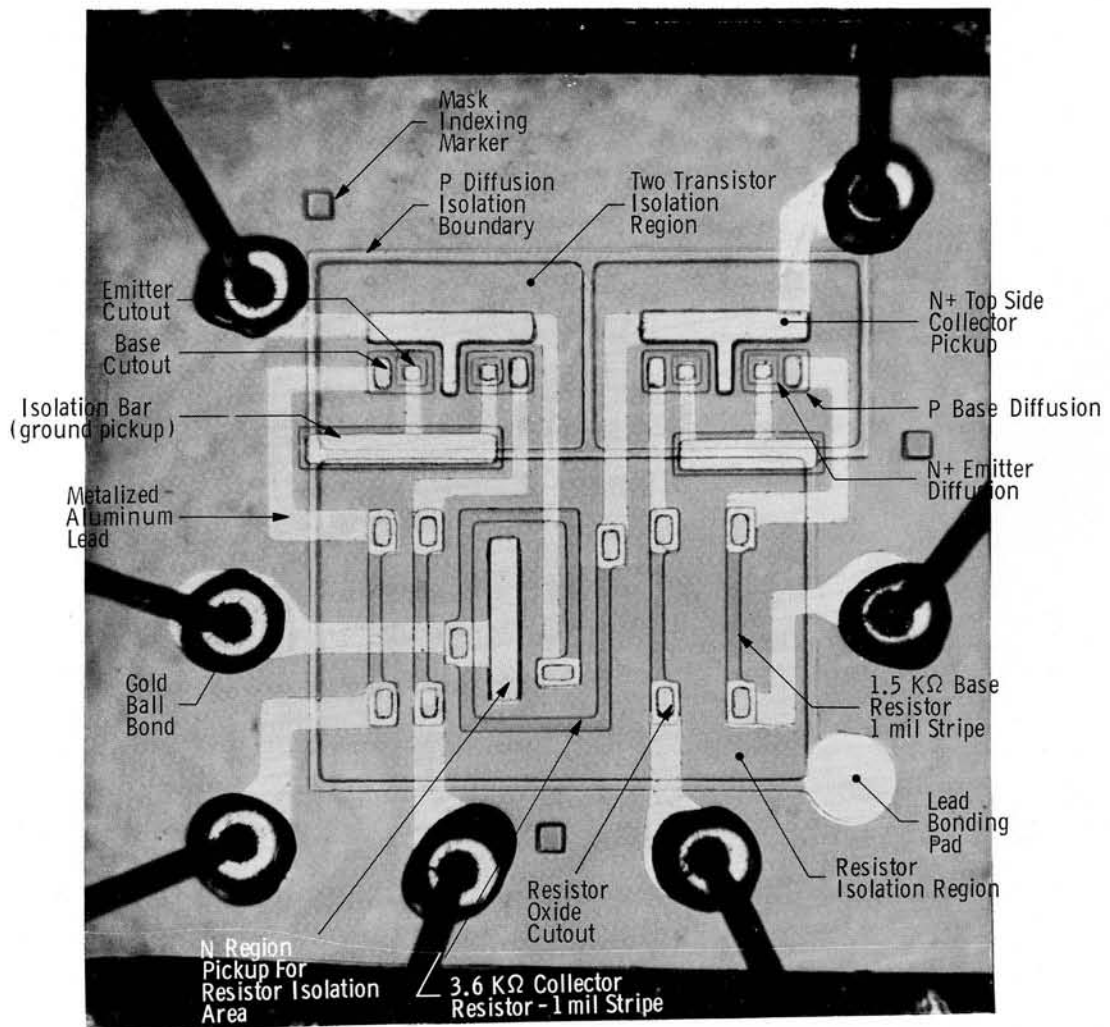 Mask
Indexing
Marker
P Diffusion
Isolation
Boundary
Two Transistor
Isolation
Region
Emitter
Cutout
Base
Cutout
N+ Top Side
Collector
Pickup
Isolation Bar
(ground pickup)
P Base Diffusion
N+ Emitter
Diffusion
Metalized
Aluminum
Lead
Gold
Ball
Bond
1.5 KΩ Base
Resistor
1 mil Stripe
Lead
Bonding
Pad
Resistor
Isolation Region
Resistor
Oxide
Cutout
N Region
Pickup For
Resistor Isolation
Area
3.6 KΩ Collector
Resistor - 1 mil Stripe